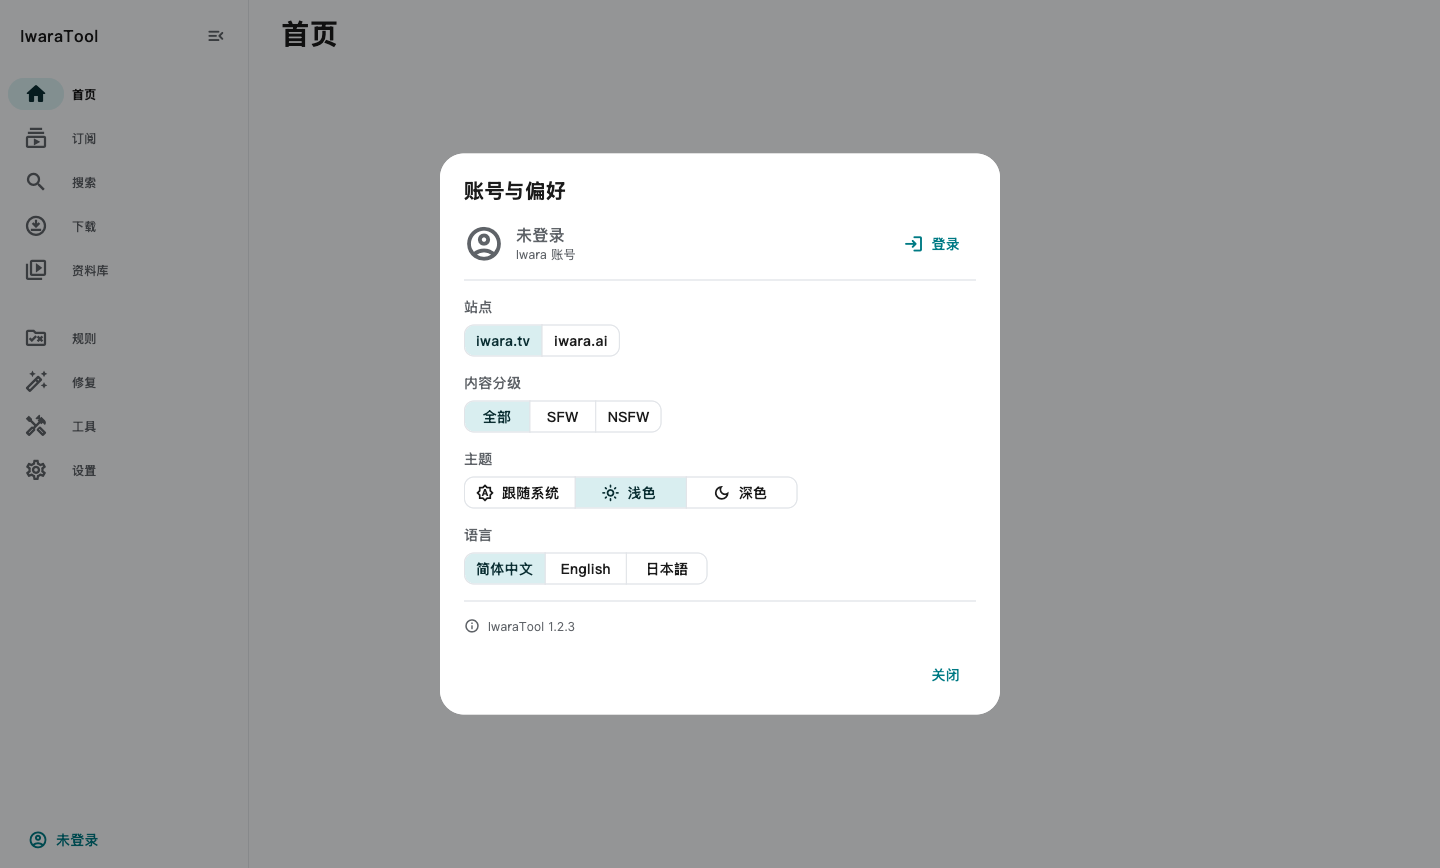 IwaraTool
首页
订阅
搜索
下载
资料库
规则
修复
工具
设置
未登录
首页
账号与偏好
未登录
Iwara 账号
登录
站点
iwara.tv iwara.ai
内容分级
全部 SFW NSFW
主题
跟随系统 浅色 深色
语言
简体中文 English 日本語
IwaraTool 1.2.3
关闭